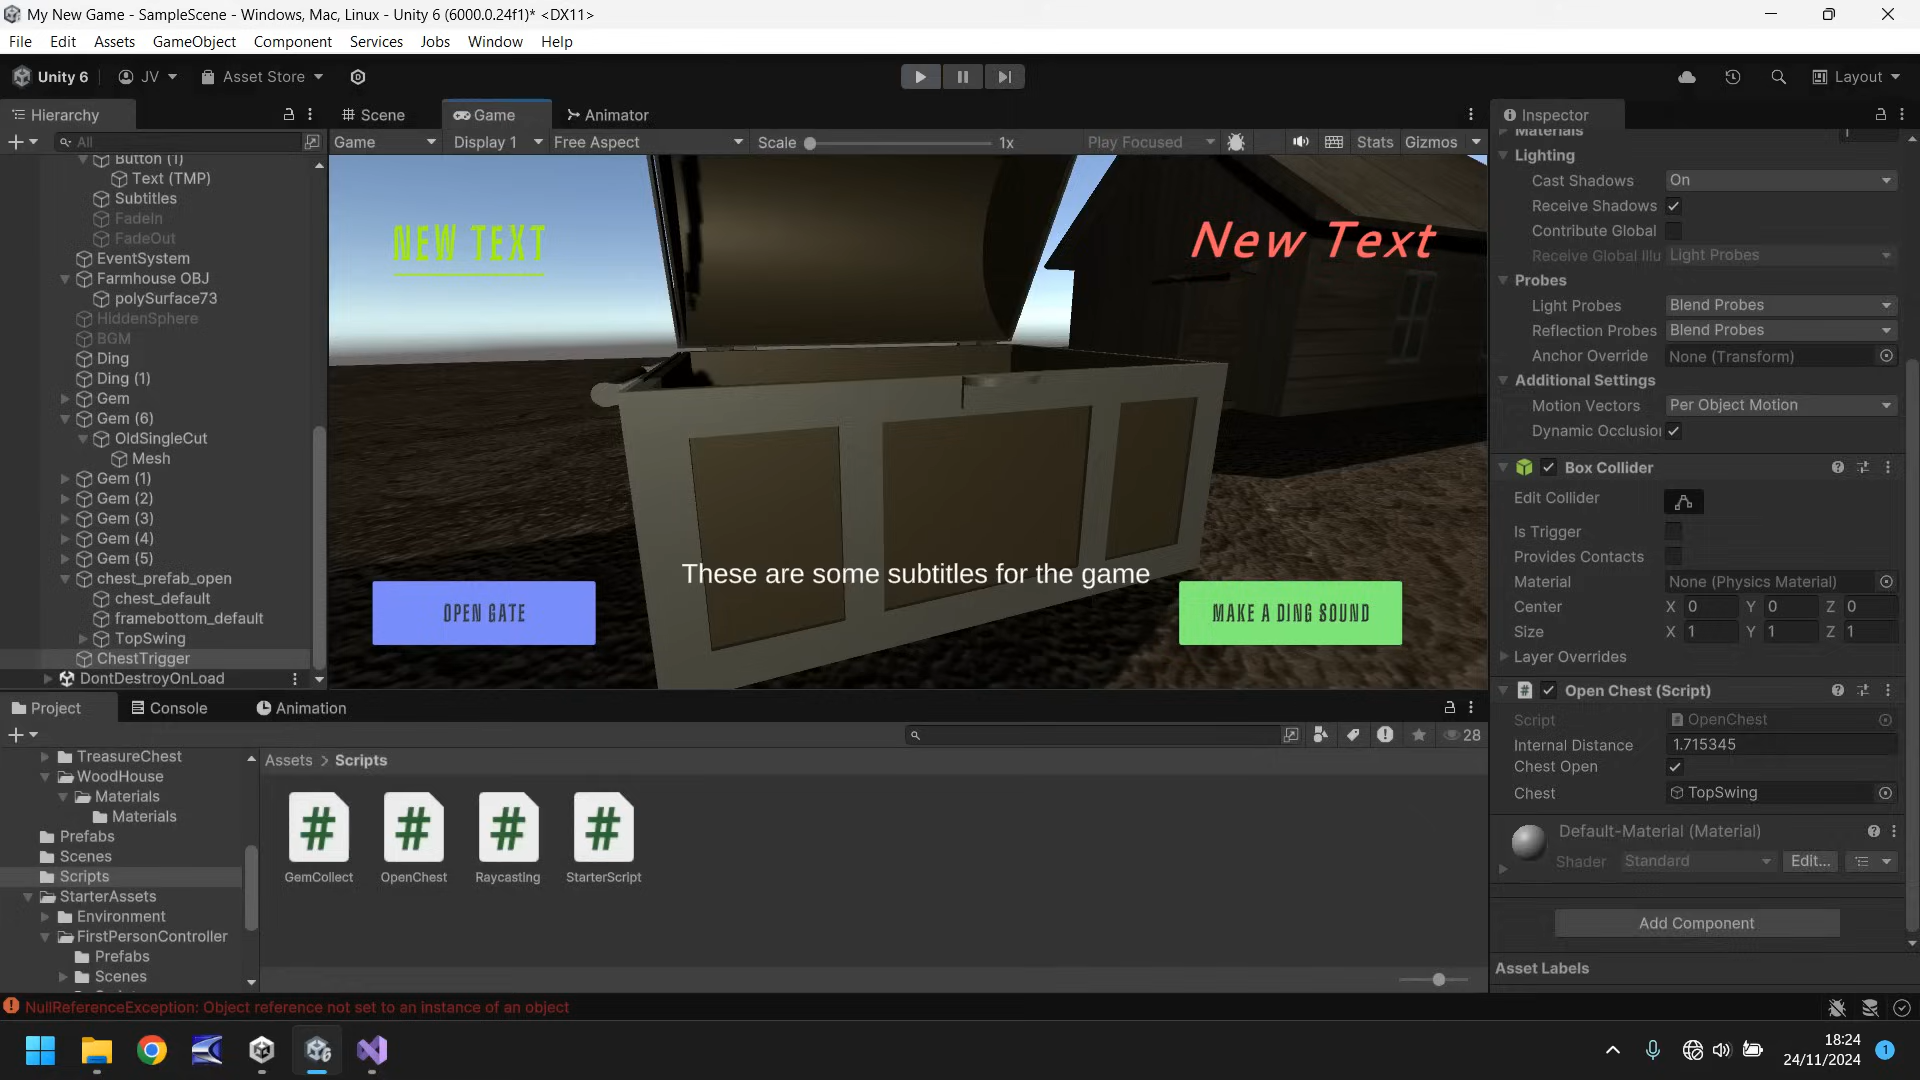 My New Game - SampleScene - Windows, Mac, Linux - Unity 6 (6000.0.24f1)* <DX11>
File Edit Assets GameObject Component Services Jobs Window Help
Unity 6 JV Asset Store Layout
Hierarchy
All
Button (1)
Text (TMP)
Subtitles
FadeIn
FadeOut
EventSystem
Farmhouse OBJ
polySurface73
HiddenSphere
BGM
Ding
Ding (1)
Gem
Gem (6)
OldSingleCut
Mesh
Gem (1)
Gem (2)
Gem (3)
Gem (4)
Gem (5)
chest_prefab_open
chest_default
framebottom_default
TopSwing
ChestTrigger
DontDestroyOnLoad
Scene Game Animator
Game Display 1 Free Aspect Scale 1x Play Focused Stats Gizmos
NEW TEXT
New Text
These are some subtitles for the game
OPEN GATE
MAKE A DING SOUND
Inspector
Materials 1
Lighting
Cast Shadows On
Receive Shadows
Contribute Global
Receive Global Illu Light Probes
Probes
Light Probes Blend Probes
Reflection Probes Blend Probes
Anchor Override None (Transform)
Additional Settings
Motion Vectors Per Object Motion
Dynamic Occlusion
Box Collider
Edit Collider
Is Trigger
Provides Contacts
Material None (Physics Material)
Center X 0 Y 0 Z 0
Size X 1 Y 1 Z 1
Layer Overrides
# Open Chest (Script)
Script # OpenChest
Internal Distance 1.715345
Chest Open
Chest TopSwing
Default-Material (Material)
Shader Standard Edit...
Add Component
Asset Labels
Project Console Animation
28
TreasureChest
WoodHouse
Materials
Materials
Prefabs
Scenes
Scripts
StarterAssets
Environment
FirstPersonController
Prefabs
Scenes
Assets > Scripts
# # # #
GemCollect OpenChest Raycasting StarterScript
NullReferenceException: Object reference not set to an instance of an object
18:24
24/11/2024
1